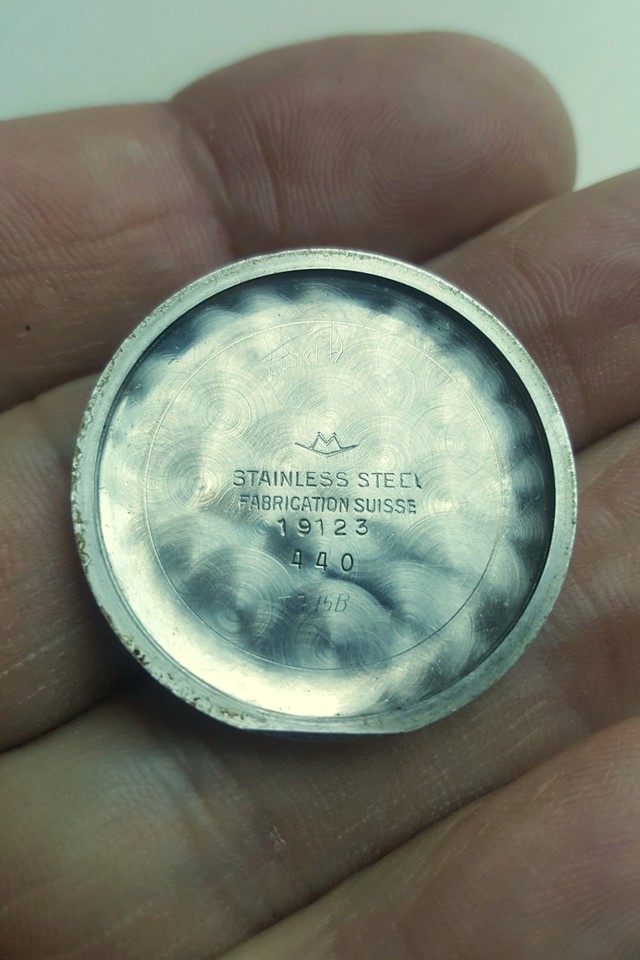 M
STAINLESS STEEL
FABRICATION SUISSE
19123
440